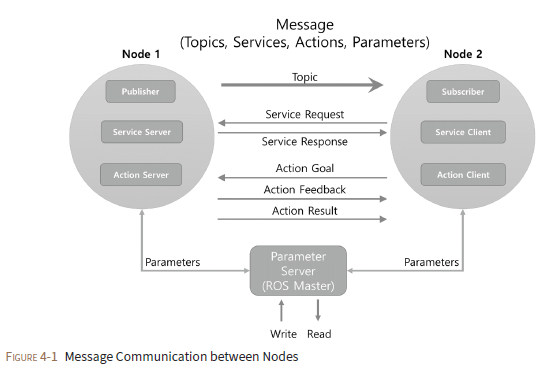 Message
(Topics, Services, Actions, Parameters)
Node 1
Node 2
Topic
Publisher
Subscriber
Service Request
Service Server
Service Client
Service Response
Action Goal
Action Server
Action Client
Action Feedback
Action Result
Parameters
Parameter
Server
(ROS Master)
Parameters
Write Read
FIGURE 4-1 Message Communication between Nodes